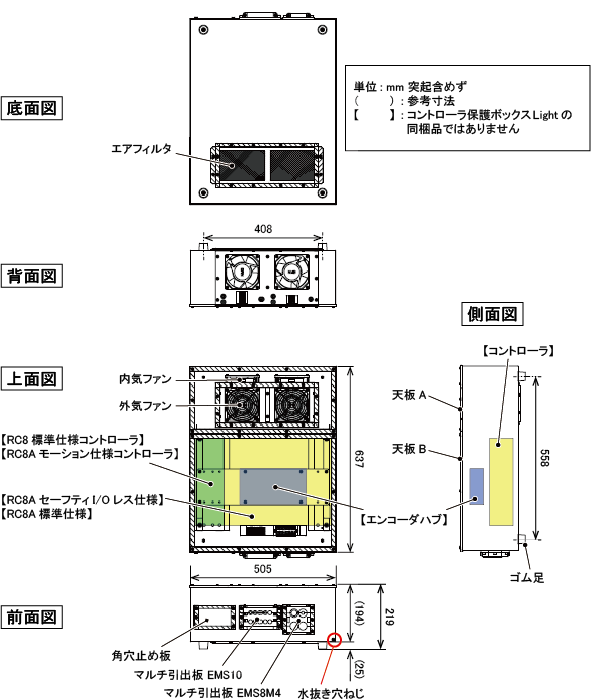 底面図
単位：mm 突起含めず
（　　）：参考寸法
【　　】：コントローラ保護ボックスLight の
同梱品ではありません
エアフィルタ
408
背面図
側面図
【コントローラ】
上面図
内気ファン
外気ファン
天板 A
【RC8 標準仕様コントローラ】
【RC8A モーション仕様コントローラ】
天板 B
637
558
【RC8A セーフティ I/O レス仕様】
【RC8A 標準仕様】
【エンコーダハブ】
505
ゴム足
前面図
(194)
219
角穴止め板
マルチ引出板 EMS10
(25)
マルチ引出板 EMS8M4
水抜き穴ねじ